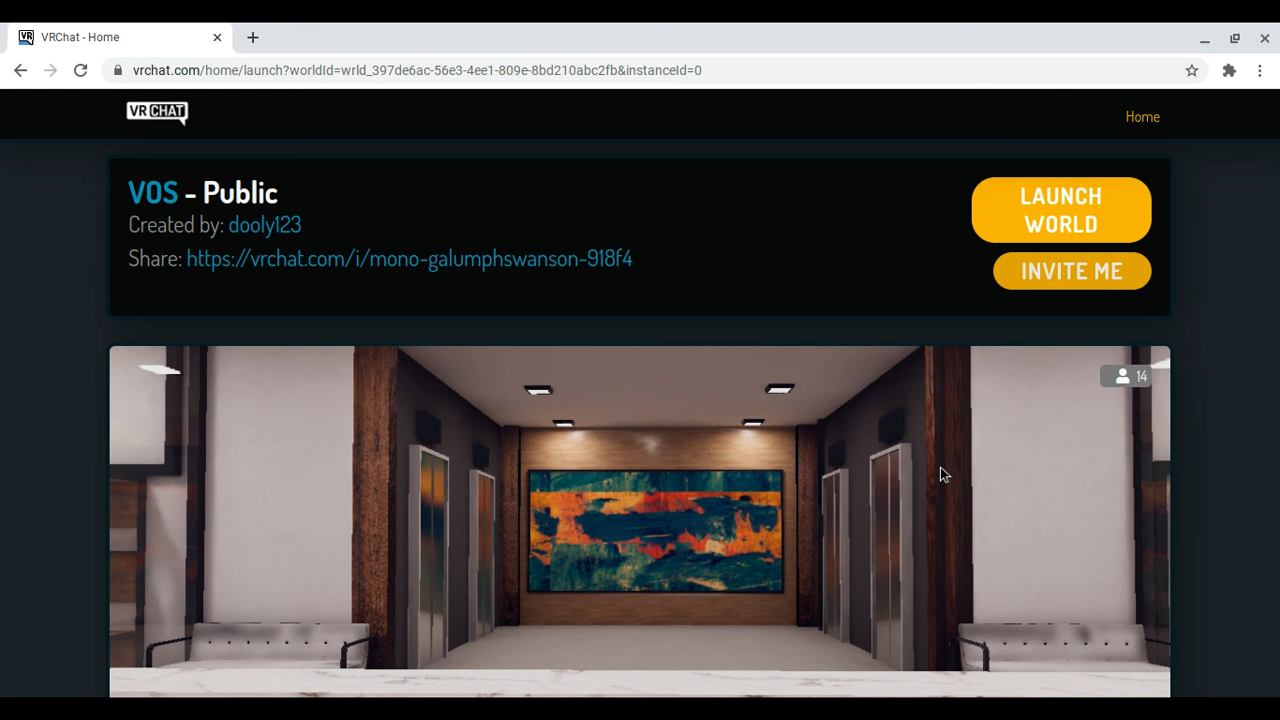 VR VRChat - Home
vrchat.com/home/launch?worldId=wrld_397de6ac-56e3-4ee1-809e-8bd210abc2fb&instanceId=0
VRCHAT
Home
VOS - Public
Created by: dooly123
Share: https://vrchat.com/i/mono-galumphswanson-918f4
LAUNCH
WORLD
INVITE ME
14